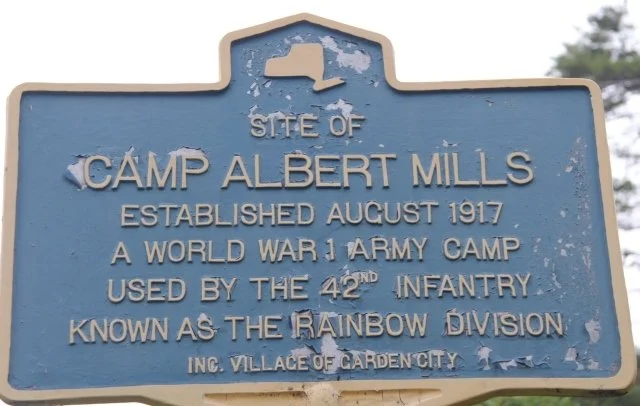 SITE OF
CAMP ALBERT MILLS
ESTABLISHED AUGUST 1917
A WORLD WAR 1 ARMY CAMP
USED BY THE 42ND INFANTRY
KNOWN AS THE RAINBOW DIVISION
INC. VILLAGE OF GARDEN CITY